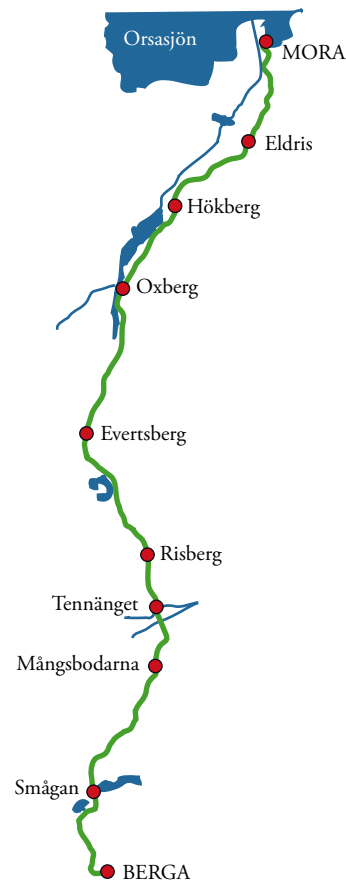 Orsasjön
MORA
Eldris
Hökberg
Oxberg
Evertsberg
Risberg
Tennänget
Mångsbodarna
Smågan
BERGA